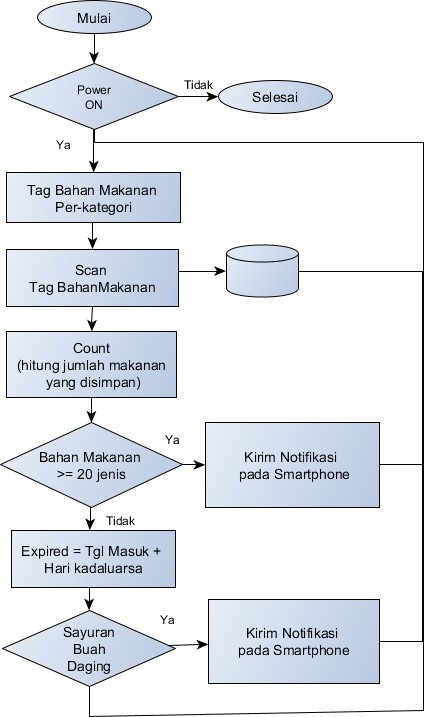 Mulai
Power
ON
Tidak
Selesai
Ya
Tag Bahan Makanan
Per-kategori
Scan
Tag BahanMakanan
Count
(hitung jumlah makanan
yang disimpan)
Bahan Makanan
>= 20 jenis
Ya
Kirim Notifikasi
pada Smartphone
Tidak
Expired = Tgl Masuk +
Hari kadaluarsa
Sayuran
Buah
Daging
Ya
Kirim Notifikasi
pada Smartphone